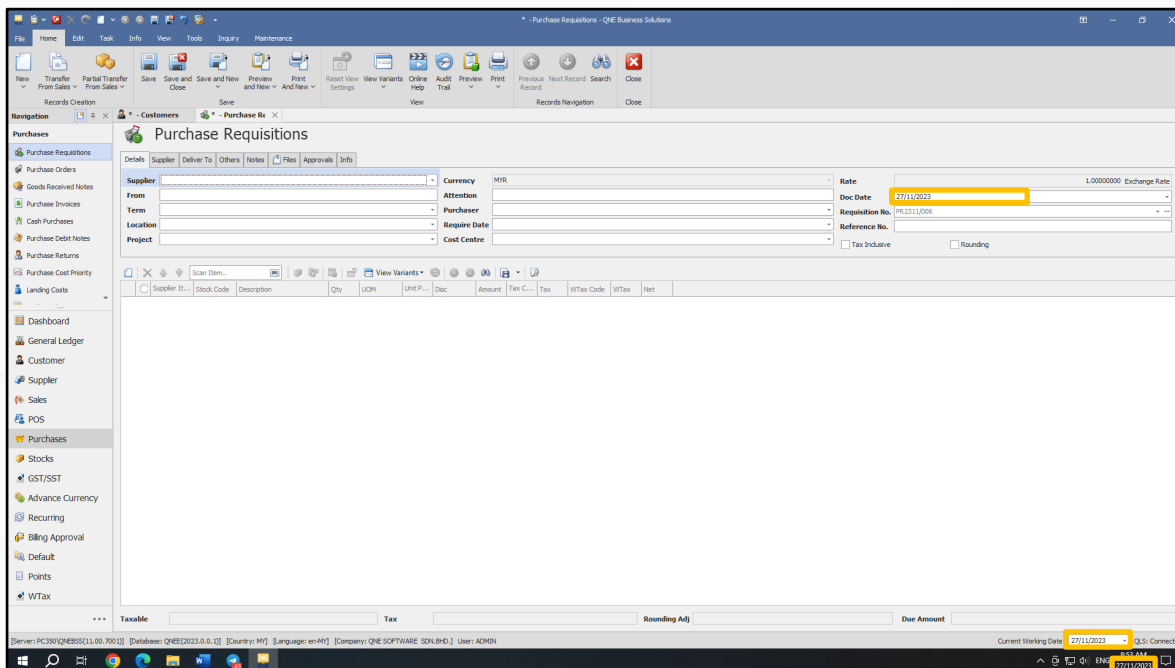 * - Purchase Requisitions - QNE Business Solutions
File Home Edit Task Info View Tools Inquiry Maintenance
New Transfer From Sales Partial Transfer From Sales Save Save and Close Save and New Preview and New Print And New Reset View Settings View Variants Online Help Audit Trail Preview Print Previous Record Next Record Search Close
Records Creation Save View Records Navigation Close
Navigation * - Customers * - Purchase Re
Purchases
Purchase Requisitions
Purchase Requisitions
Details Supplier Deliver To Others Notes Files Approvals Info
Purchase Orders
Goods Received Notes
Purchase Invoices
Cash Purchases
Purchase Debit Notes
Purchase Returns
Purchase Cost Priority
Landing Costs
Supplier Currency MYR Rate 1.00000000 Exchange Rate
From Attention Doc Date 27/11/2023
Term Purchaser Requisition No. PR2311/006
Location Require Date Reference No.
Project Cost Centre Tax Inclusive Rounding
Scan Item... View Variants
Supplier It... Stock Code Description Qty UOM Unit P... Disc Amount Tax C... Tax WTax Code WTax Net
Dashboard
General Ledger
Customer
Supplier
Sales
POS
Purchases
Stocks
GST/SST
Advance Currency
Recurring
Billing Approval
Default
Points
WTax
Taxable Tax Rounding Adj Due Amount
[Server: PC350\QNEBSS(11.00.7001)] [Database: QNEE(2023.0.0.1)] [Country: MY] [Language: en-MY] [Company: QNE SOFTWARE SDN.BHD.] User: ADMIN Current Working Date 27/11/2023 QLS: Connect
ENG 8:53 AM
27/11/2023